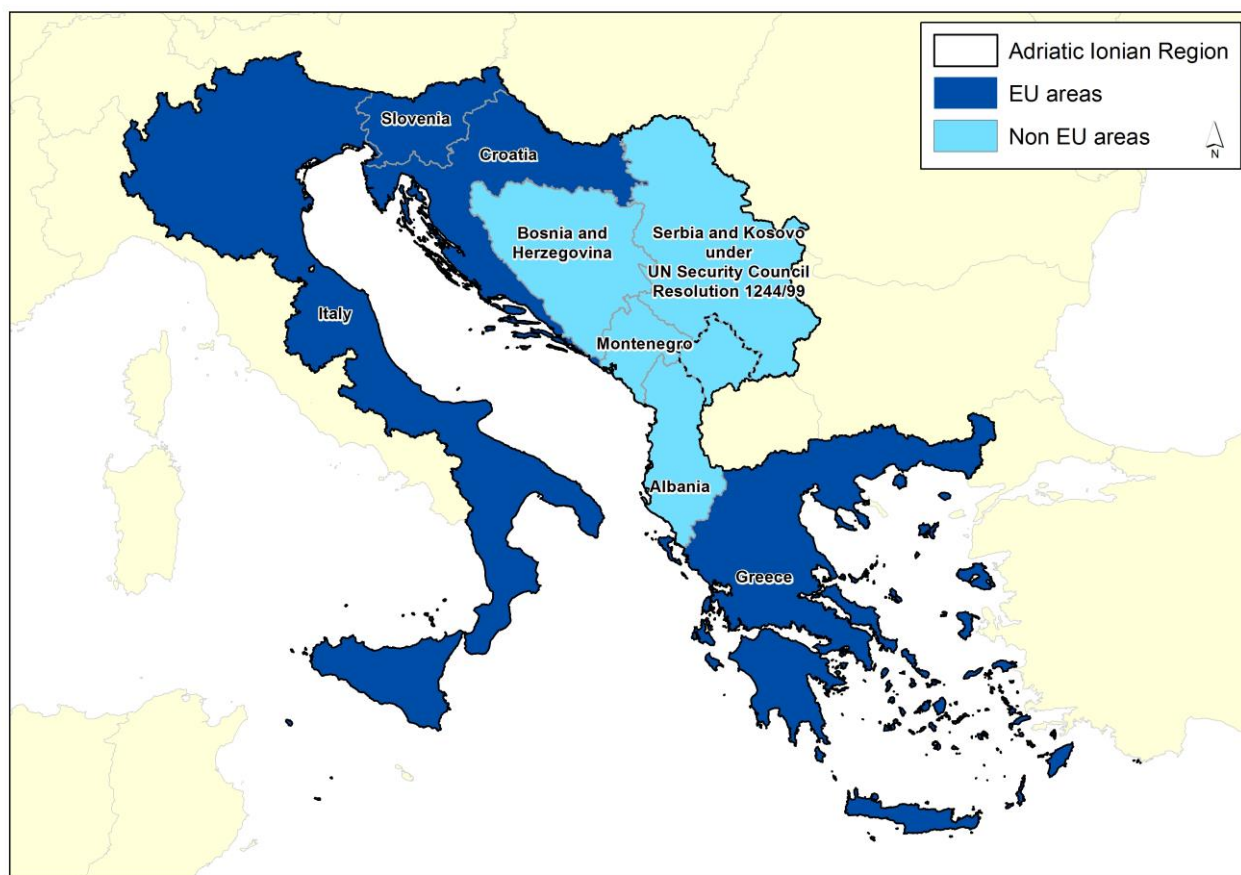 Adriatic Ionian Region
EU areas
Non EU areas
N
Slovenia
Croatia
Bosnia and
Herzegovina
Serbia and Kosovo
under
UN Security Council
Resolution 1244/99
Italy
Montenegro
Albania
Greece